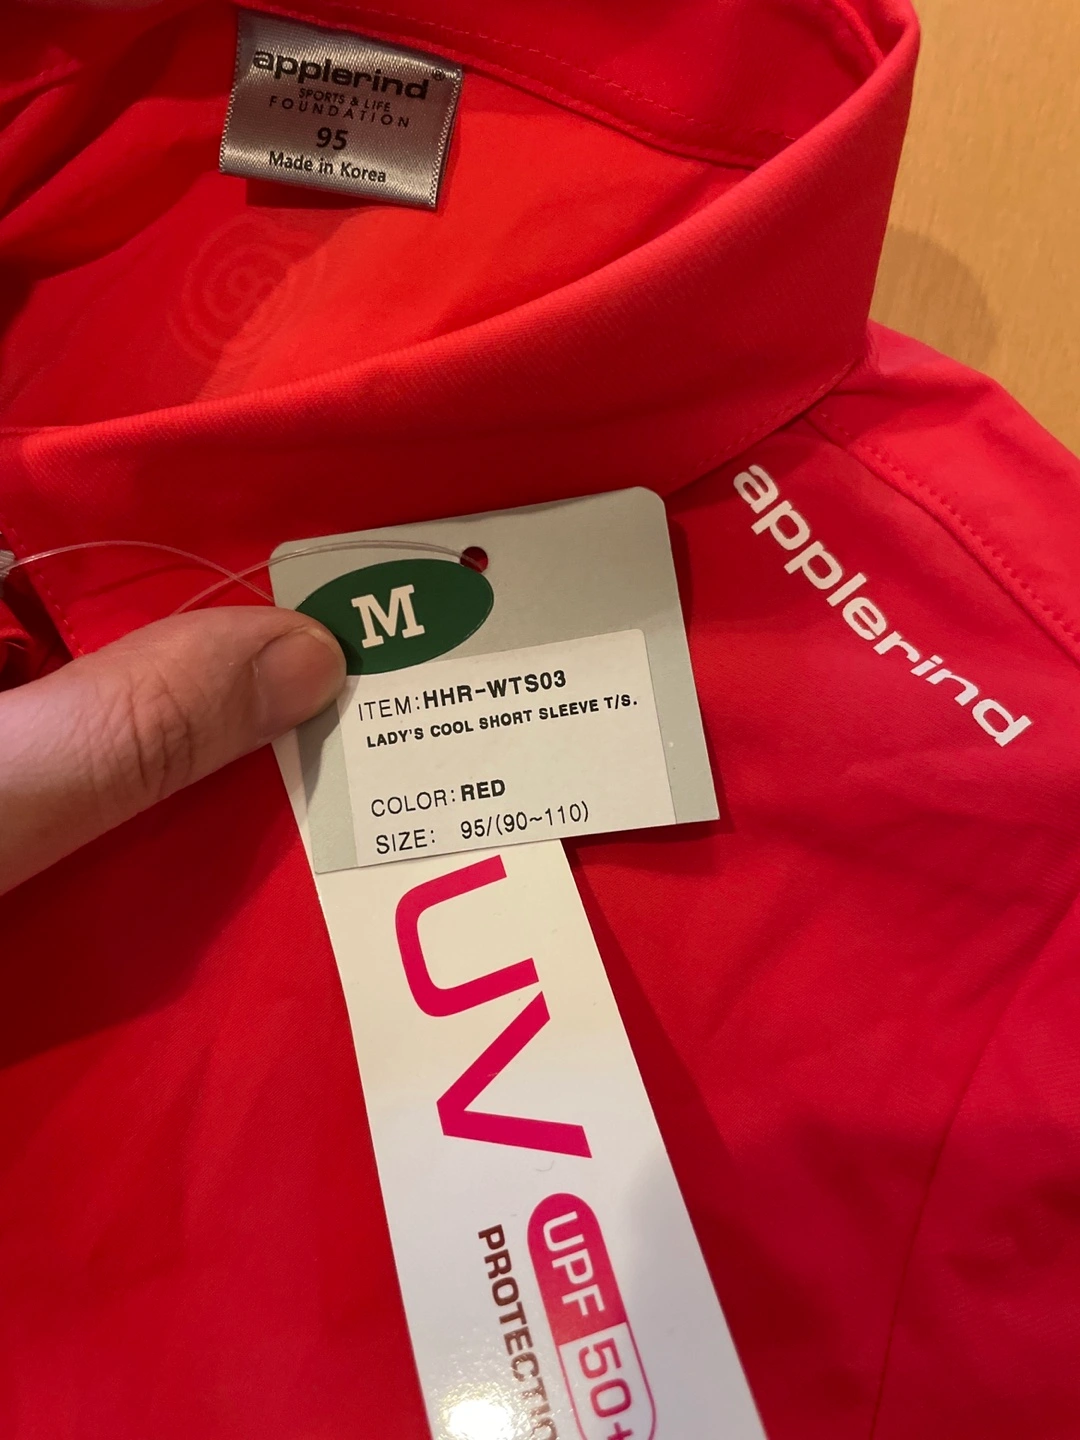 applerind®
SPORTS & LIFE
FOUNDATION
95
Made in Korea
applerind
M
ITEM:HHR-WTS03
LADY'S COOL SHORT SLEEVE T/S.
COLOR:RED
SIZE: 95/(90~110)
UV
UPF 50+
PROTECTION